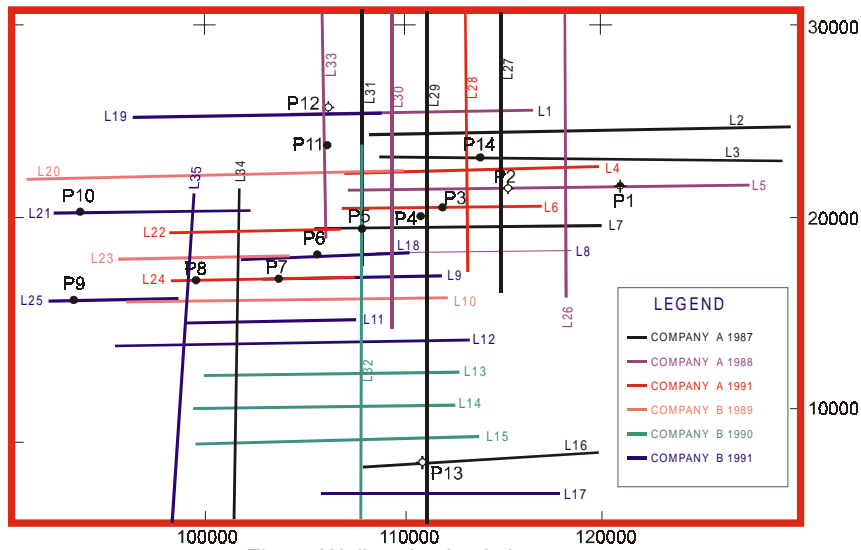 30000
L33
L31
L30
L29
L28
L27
P12
L19
L1
L2
P11
P14
L3
L20
L35
L34
L4
P2
L5
P1
P10
L21
P3
P4
L6
P5
L7
20000
L22
P6
L18
L8
L23
P8
P7
L24
L9
P9
L25
L10
L26
L11
L12
L32
L13
L14
L15
L16
P13
L17
LEGEND
COMPANY A 1987
COMPANY A 1988
COMPANY A 1991
COMPANY B 1989
COMPANY B 1990
COMPANY B 1991
10000
100000
110000
120000